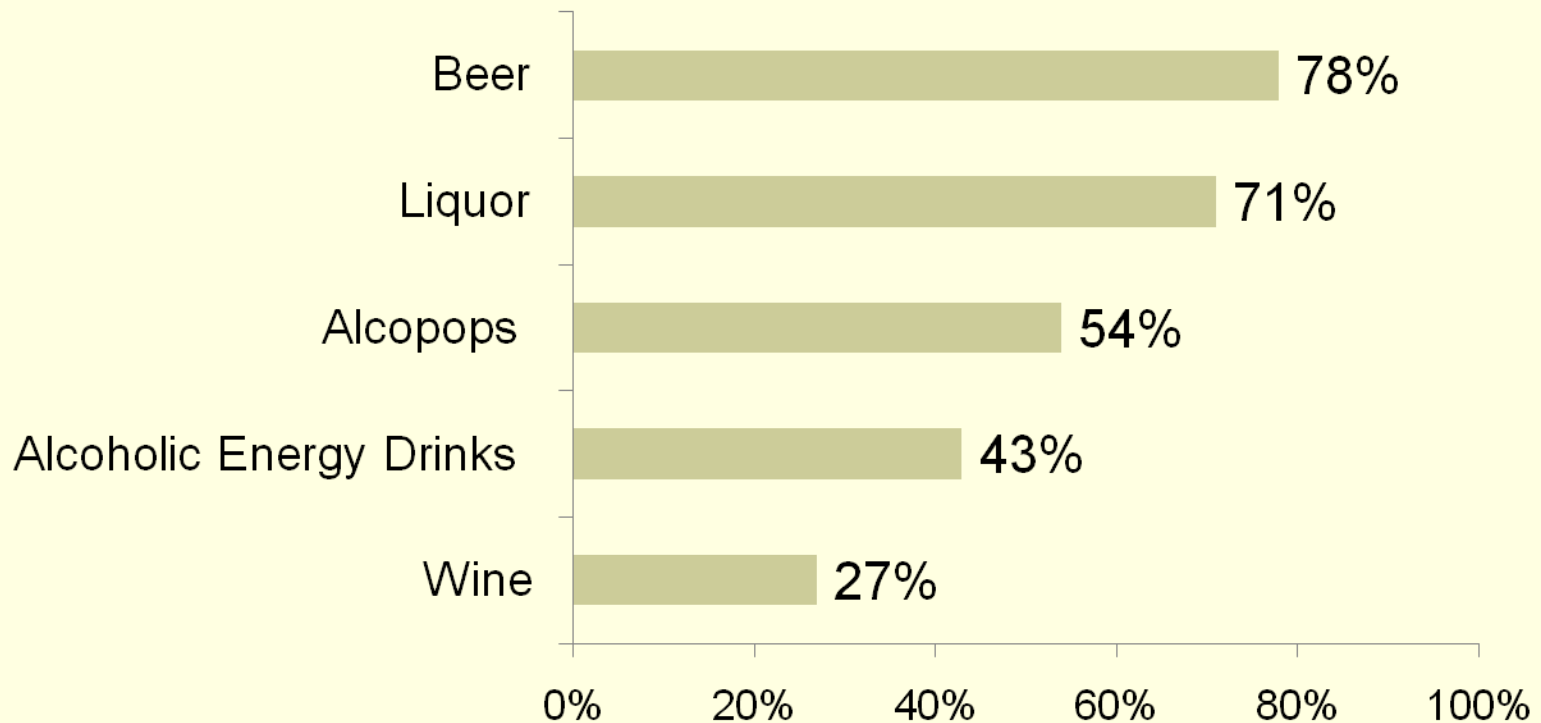 Beer 78%
Liquor 71%
Alcopops 54%
Alcoholic Energy Drinks 43%
Wine 27%
0% 20% 40% 60% 80% 100%